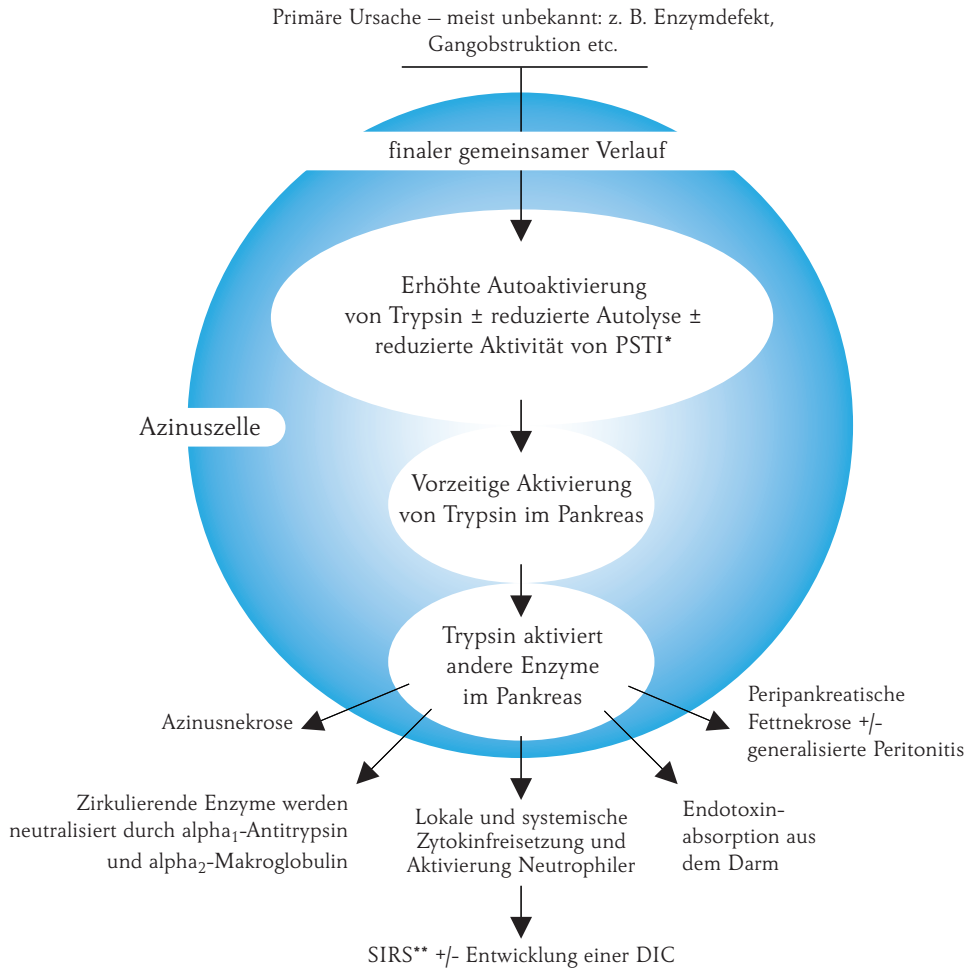 Primäre Ursache – meist unbekannt: z. B. Enzymdefekt,
Gangobstruktion etc.
finaler gemeinsamer Verlauf
Erhöhte Autoaktivierung
von Trypsin ± reduzierte Autolyse ±
reduzierte Aktivität von PSTI*
Azinuszelle
Vorzeitige Aktivierung
von Trypsin im Pankreas
Trypsin aktiviert
andere Enzyme
im Pankreas
Azinusnekrose
Peripankreatische
Fettnekrose +/-
generalisierte Peritonitis
Zirkulierende Enzyme werden
neutralisiert durch alpha₁-Antitrypsin
und alpha₂-Makroglobulin
Lokale und systemische
Zytokinfreisetzung und
Aktivierung Neutrophiler
Endotoxin-
absorption aus
dem Darm
SIRS** +/- Entwicklung einer DIC